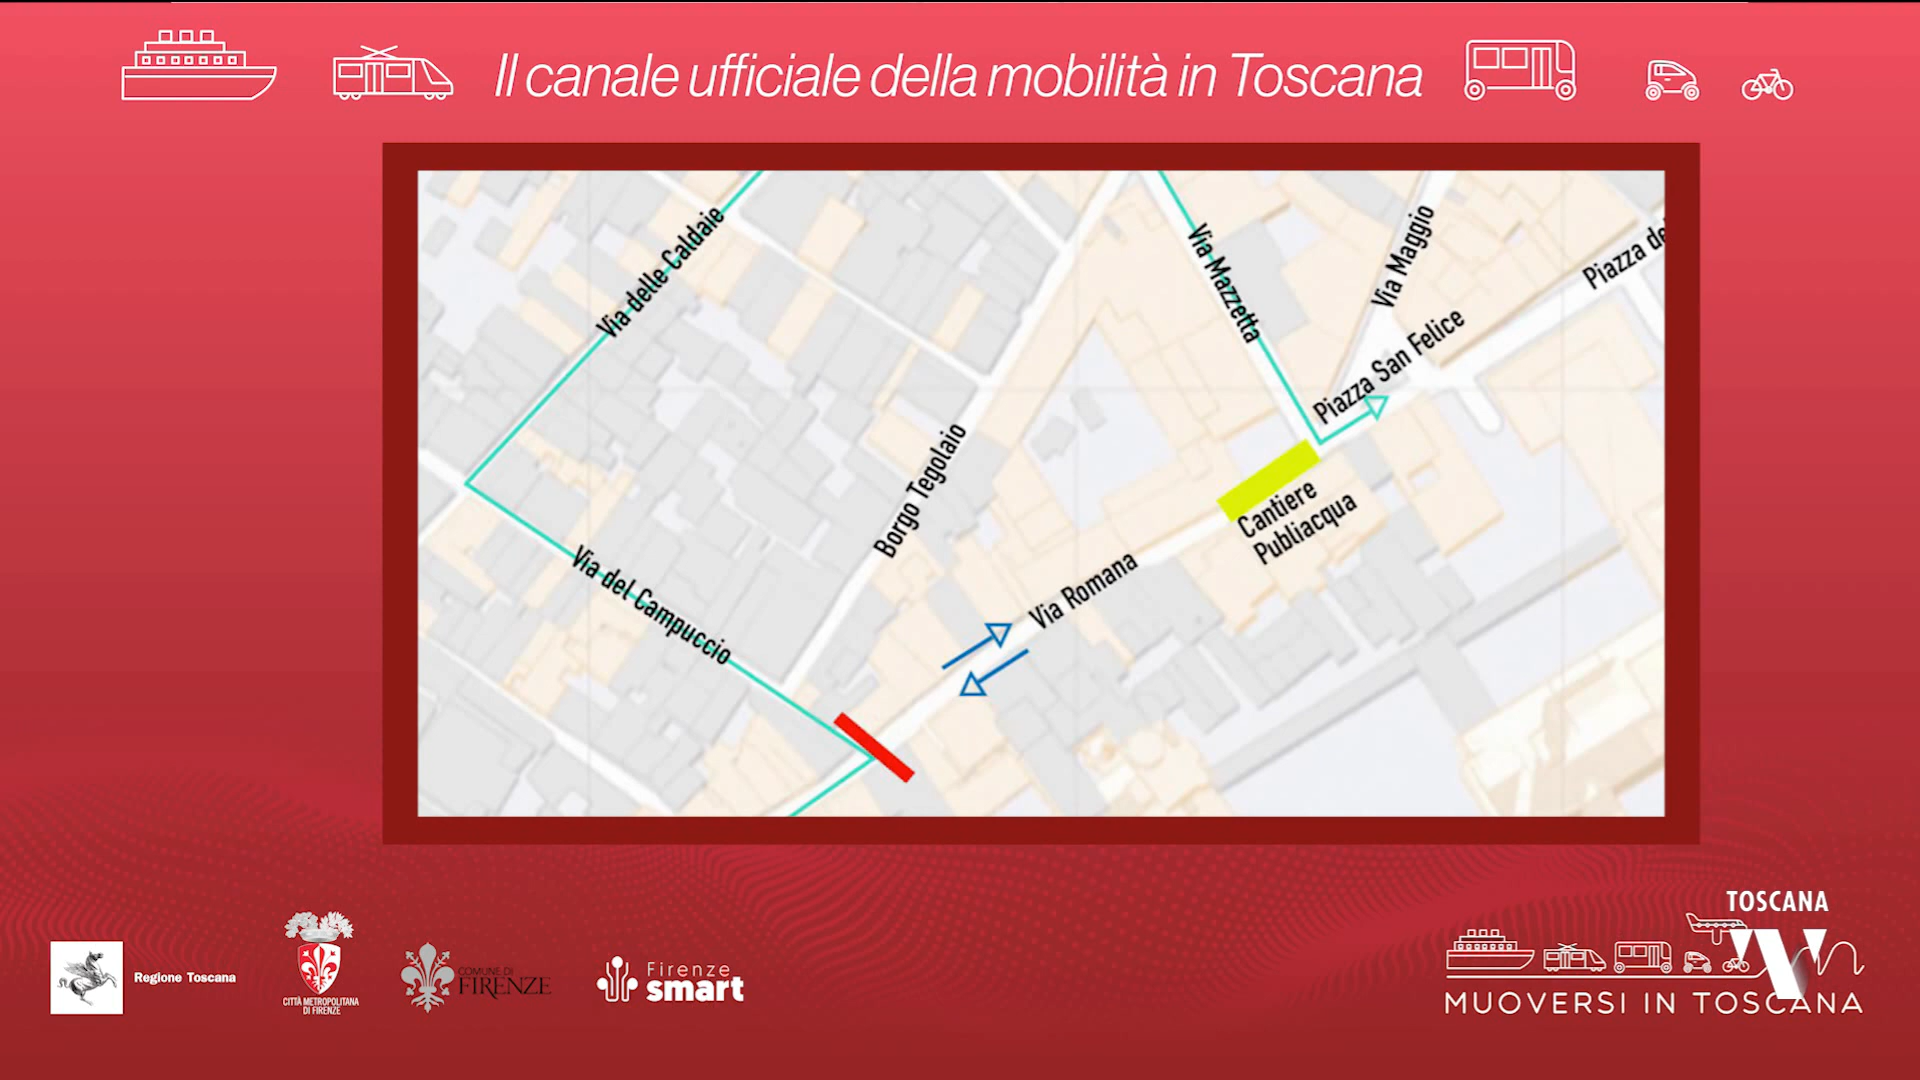 Il canale ufficiale della mobilità in Toscana
Via delle Caldaie
Via Mazzetta
Via Maggio
Piazza de
Piazza San Felice
Borgo Tegolaio
Cantiere
Publiacqua
Via Romana
Via del Campuccio
Regione Toscana
CITTÀ METROPOLITANA
DI FIRENZE
COMUNE DI
FIRENZE
Firenze
smart
TOSCANA
TV
MUOVERSI IN TOSCANA